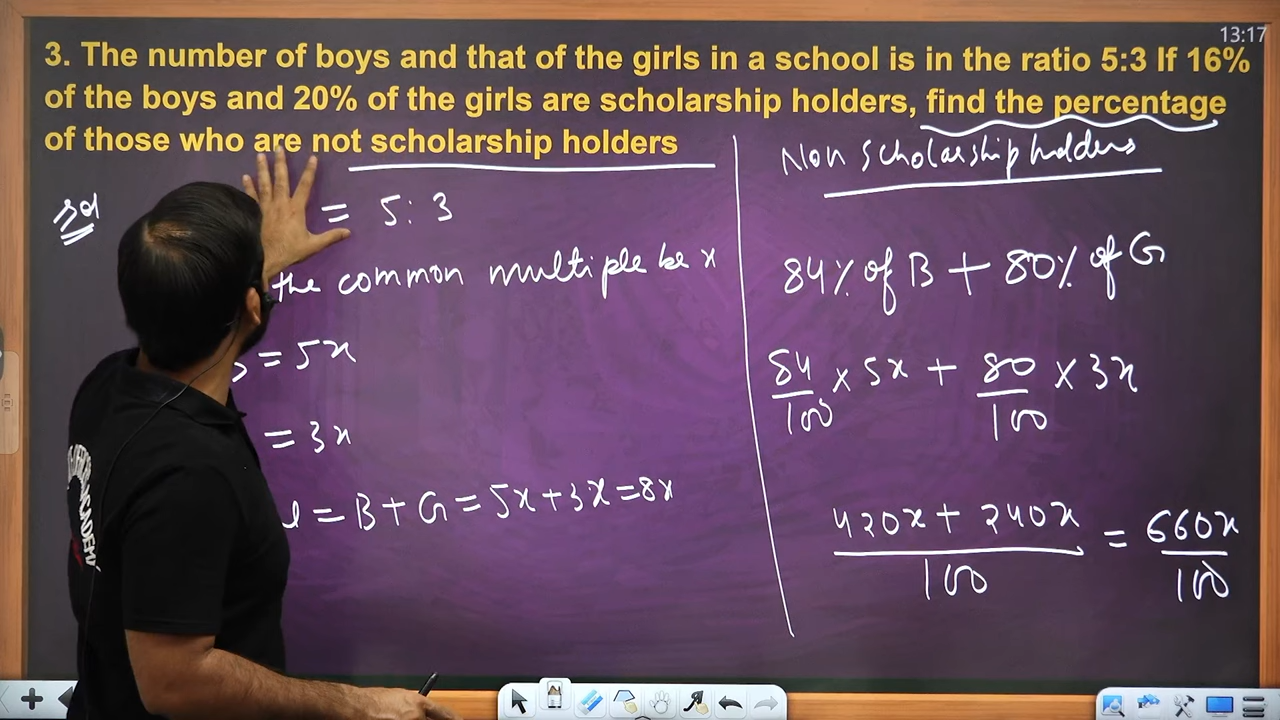 13:17
3. The number of boys and that of the girls in a school is in the ratio 5:3 If 16%
of the boys and 20% of the girls are scholarship holders, find the percentage
of those who are not scholarship holders
Sol
= 5:3
the common multiple be x
= 5x
= 3x
= B + G = 5x + 3x = 8x
Non Scholarship holders
84% of B + 80% of G
84/100 × 5x + 80/100 × 3x
420x + 240x/100 = 660x/100
ACADEMY